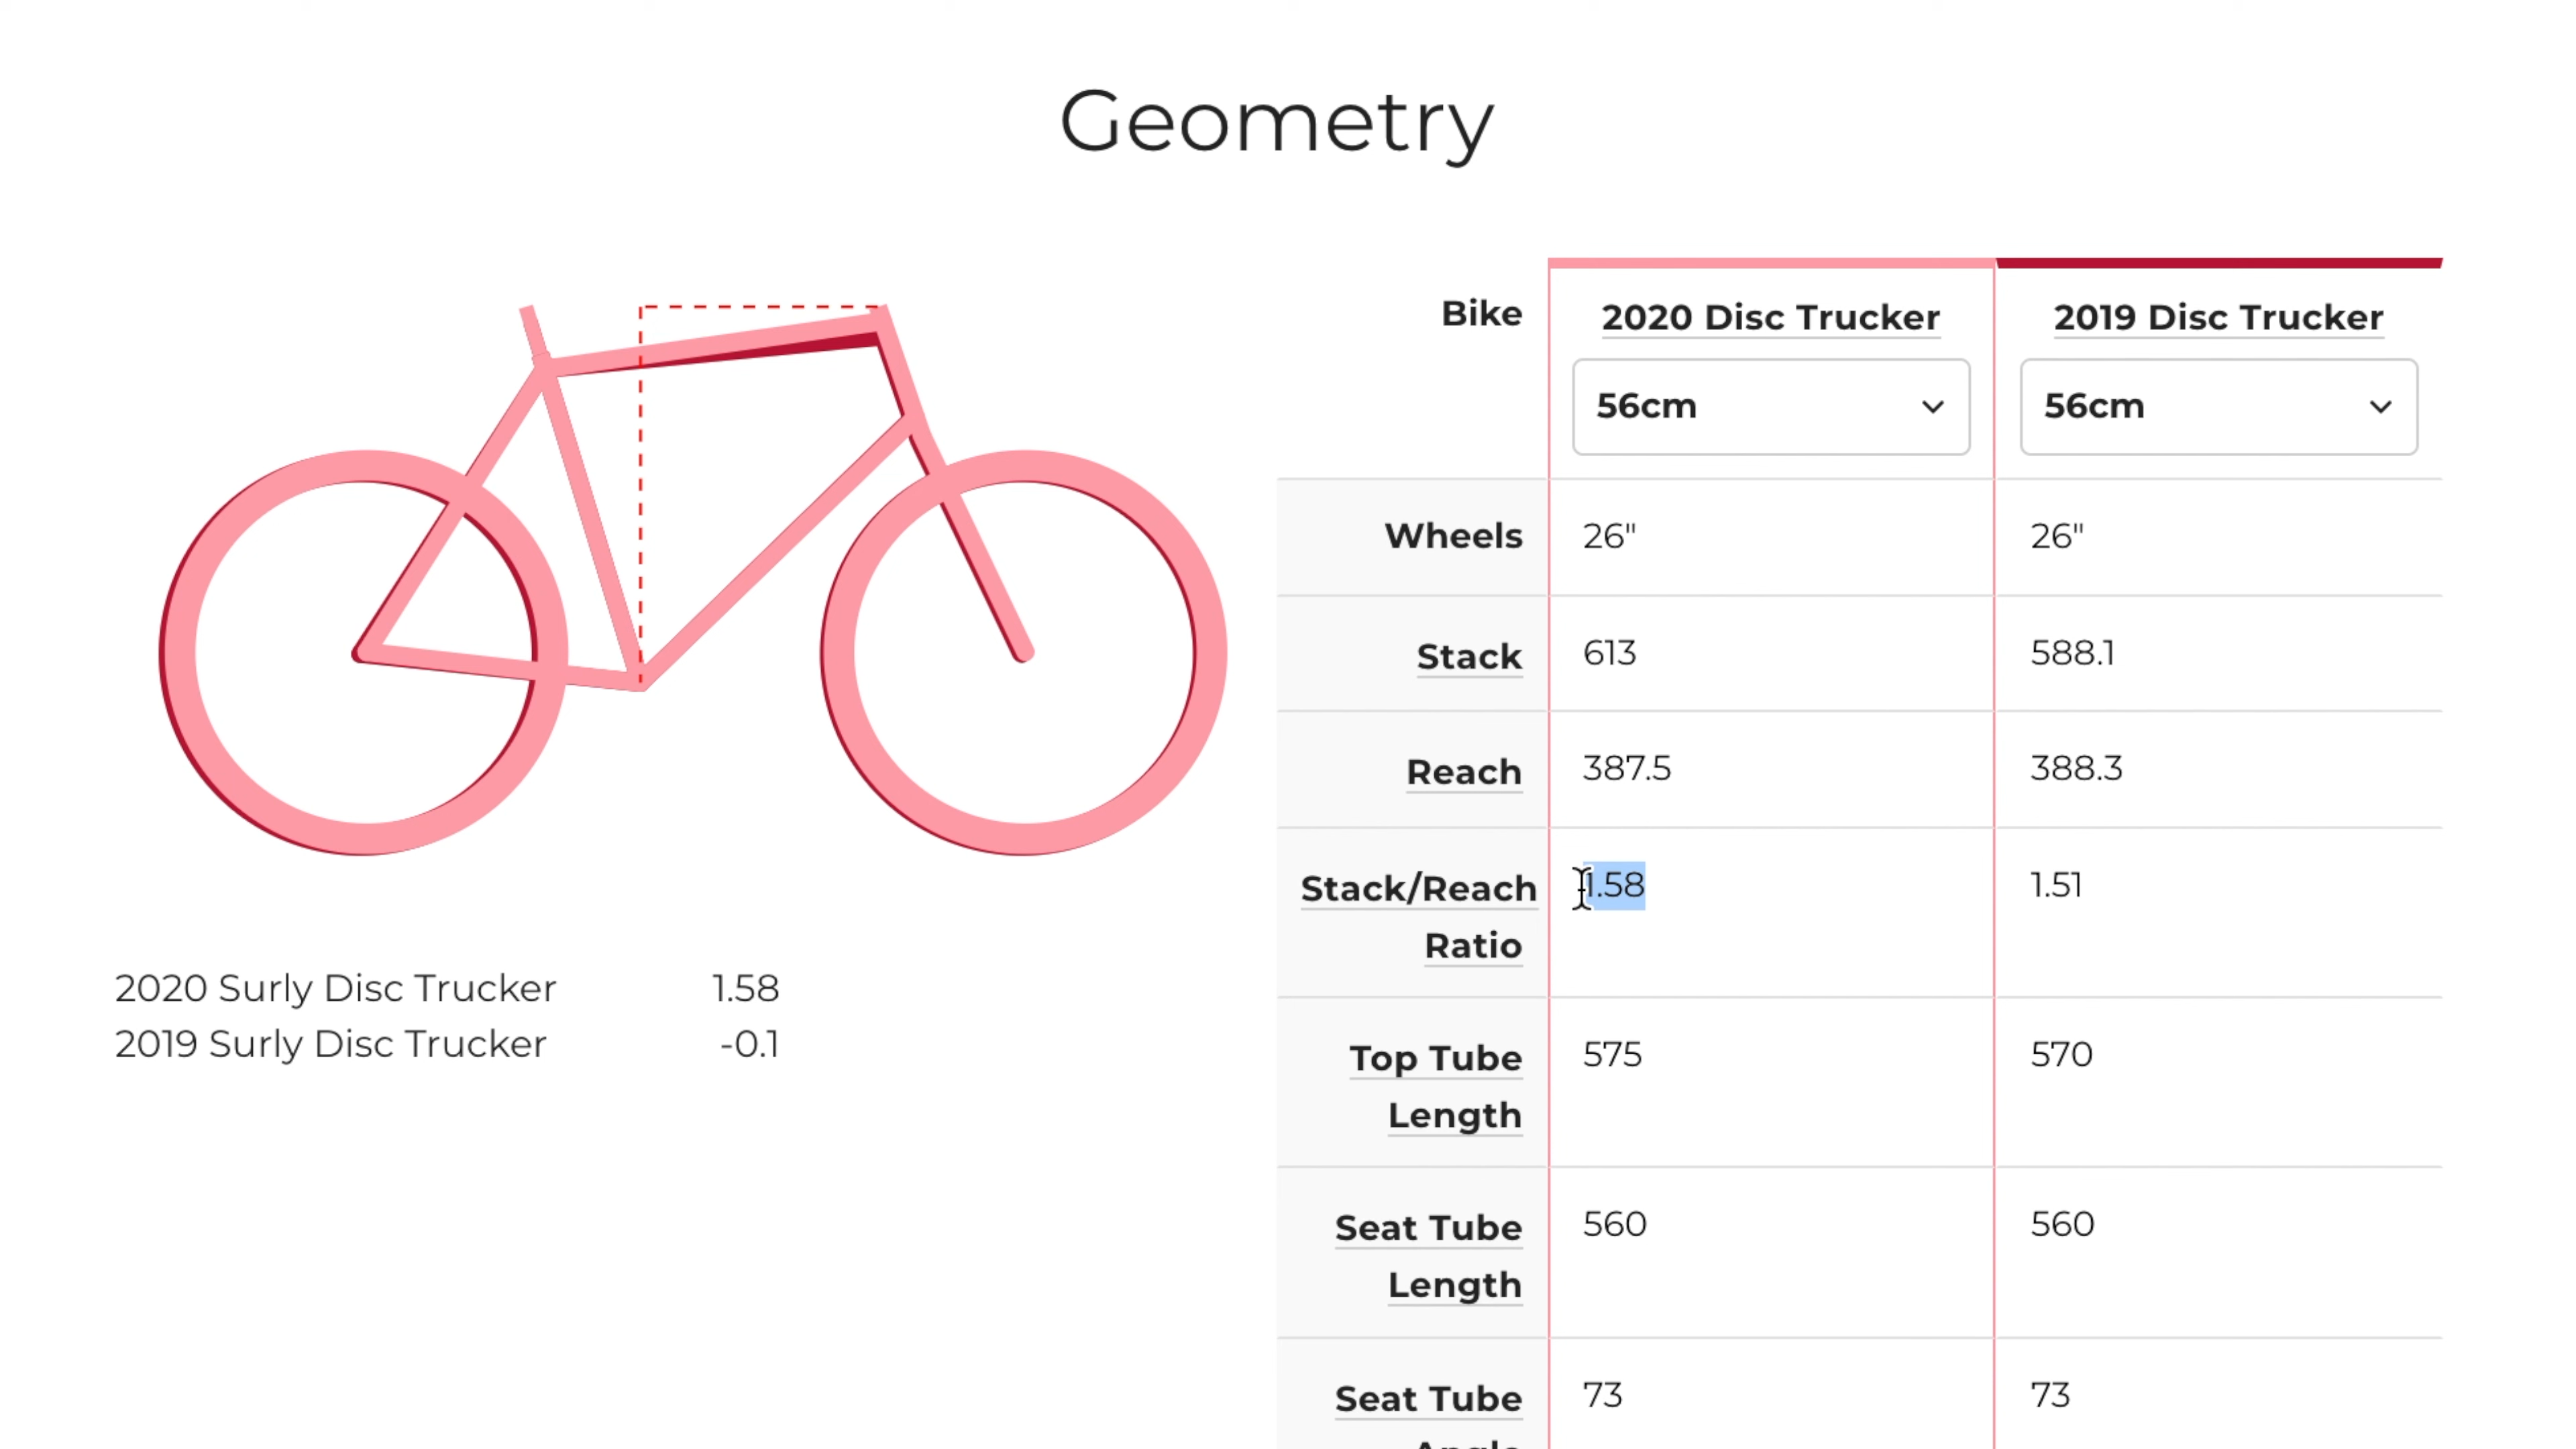 Geometry
Bike
2020 Disc Trucker
2019 Disc Trucker
56cm
56cm
Wheels
26"
26"
Stack
613
588.1
Reach
387.5
388.3
Stack/Reach
Ratio
1.58
1.51
2020 Surly Disc Trucker 1.58
2019 Surly Disc Trucker -0.1
Top Tube
Length
575
570
Seat Tube
Length
560
560
Seat Tube
73
73